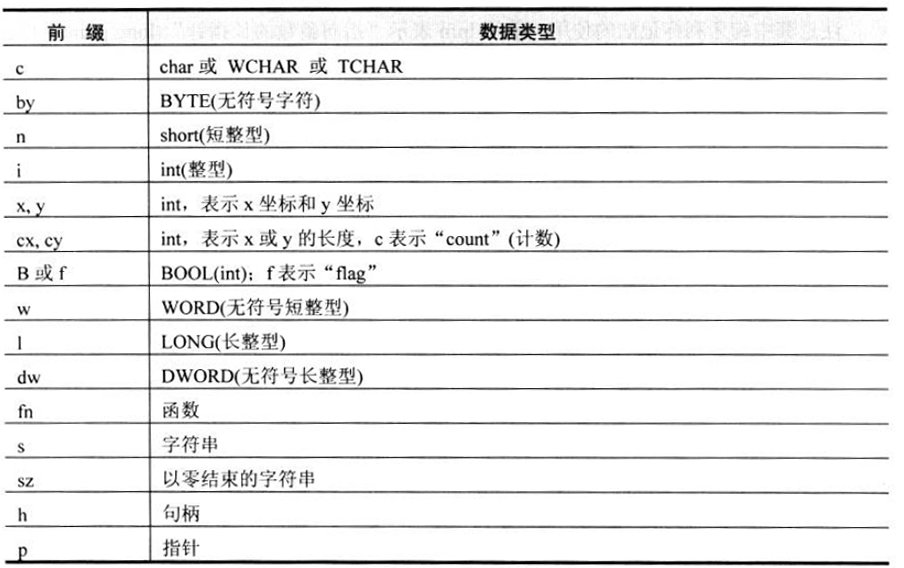 前 缀 数据类型
c char 或 WCHAR 或 TCHAR
by BYTE(无符号字符)
n short(短整型)
i int(整型)
x, y int，表示 x 坐标和 y 坐标
cx, cy int，表示 x 或 y 的长度，c 表示“count”(计数)
B 或 f BOOL(int)；f 表示“flag”
w WORD(无符号短整型)
l LONG(长整型)
dw DWORD(无符号长整型)
fn 函数
s 字符串
sz 以零结束的字符串
h 句柄
p 指针